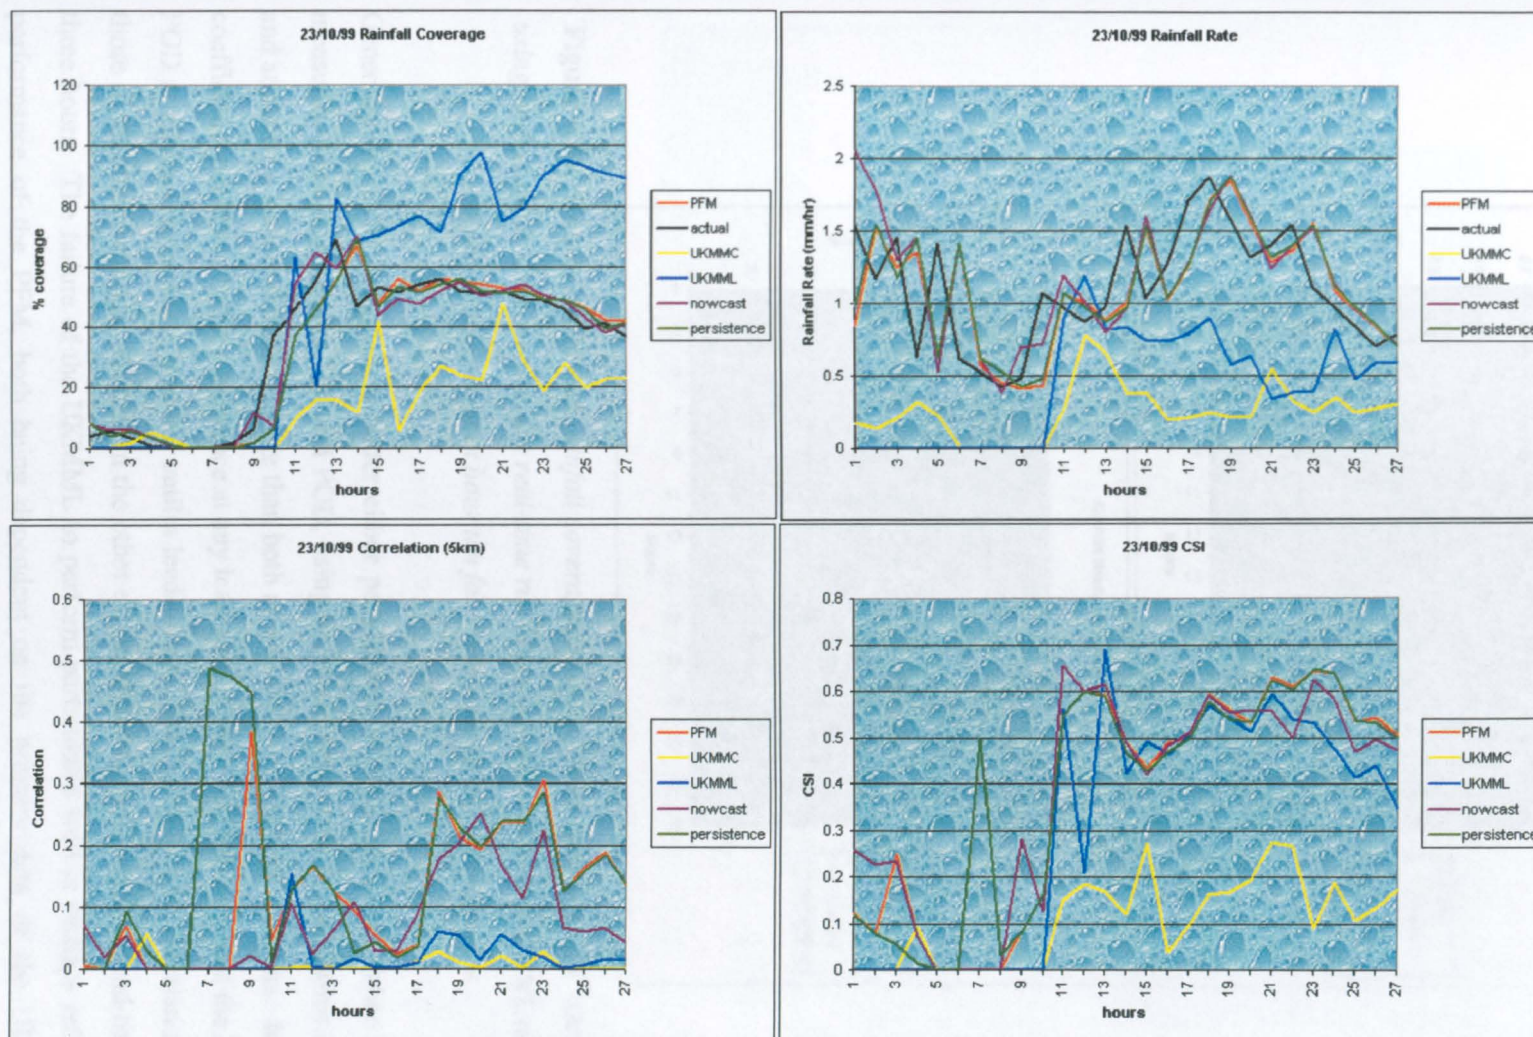 23/10/99 Rainfall Coverage
% coverage
120
100
80
60
40
20
0
1 3 5 7 9 11 13 15 17 19 21 23 25 27
hours
PFM
actual
UKMMC
UKMML
nowcast
persistence
23/10/99 Rainfall Rate
Rainfall Rate (mm/hr)
2.5
2
1.5
1
0.5
0
1 3 5 7 9 11 13 15 17 19 21 23 25 27
hours
PFM
actual
UKMMC
UKMML
nowcast
persistence
23/10/99 Correlation (5km)
Correlation
0.6
0.5
0.4
0.3
0.2
0.1
0
1 3 5 7 9 11 13 15 17 19 21 23 25 27
hours
PFM
UKMMC
UKMML
nowcast
persistence
23/10/99 CSI
CSI
0.8
0.7
0.6
0.5
0.4
0.3
0.2
0.1
0
1 3 5 7 9 11 13 15 17 19 21 23 25 27
hours
PFM
UKMMC
UKMML
nowcast
persistence